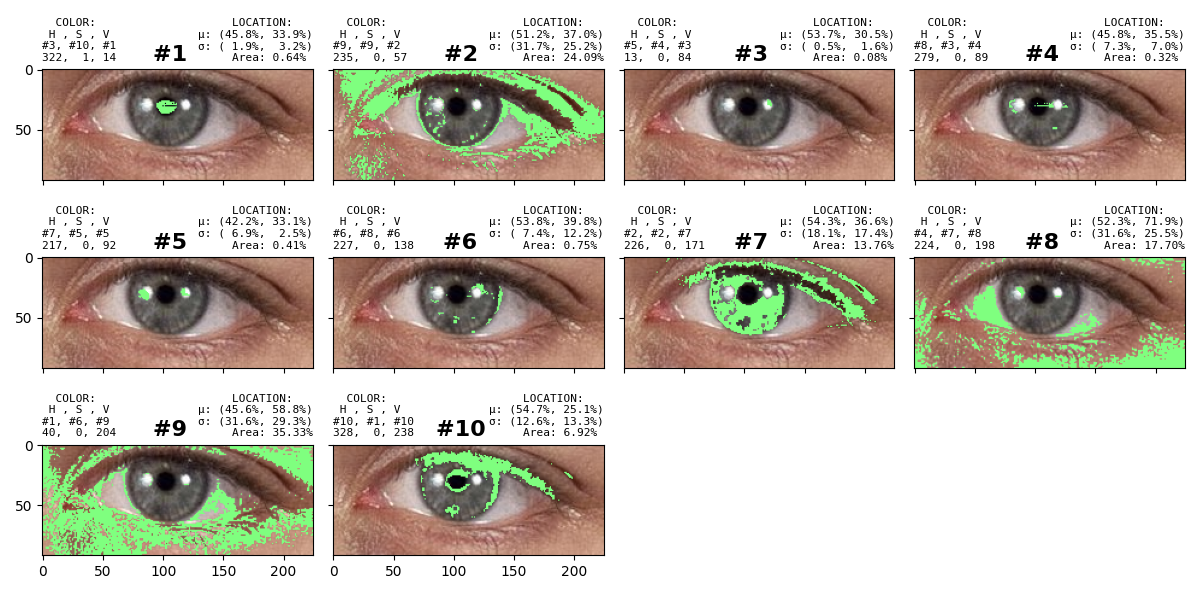 COLOR: LOCATION:
H , S , V μ: (45.8%, 33.9%)
#3, #10, #1 #1 σ: ( 1.9%, 3.2%)
322, 1, 14 Area: 0.64%
COLOR: LOCATION:
H , S , V μ: (51.2%, 37.0%)
#9, #9, #2 #2 σ: (31.7%, 25.2%)
235, 0, 57 Area: 24.09%
COLOR: LOCATION:
H , S , V μ: (53.7%, 30.5%)
#5, #4, #3 #3 σ: ( 0.5%, 1.6%)
13, 0, 84 Area: 0.08%
COLOR: LOCATION:
H , S , V μ: (45.8%, 35.5%)
#8, #3, #4 #4 σ: ( 7.3%, 7.0%)
279, 0, 89 Area: 0.32%
0
50
COLOR: LOCATION:
H , S , V μ: (42.2%, 33.1%)
#7, #5, #5 #5 σ: ( 6.9%, 2.5%)
217, 0, 92 Area: 0.41%
COLOR: LOCATION:
H , S , V μ: (53.8%, 39.8%)
#6, #8, #6 #6 σ: ( 7.4%, 12.2%)
227, 0, 138 Area: 0.75%
COLOR: LOCATION:
H , S , V μ: (54.3%, 36.6%)
#2, #2, #7 #7 σ: (18.1%, 17.4%)
226, 0, 171 Area: 13.76%
COLOR: LOCATION:
H , S , V μ: (52.3%, 71.9%)
#4, #7, #8 #8 σ: (31.6%, 25.5%)
224, 0, 198 Area: 17.70%
0
50
COLOR: LOCATION:
H , S , V μ: (45.6%, 58.8%)
#1, #6, #9 #9 σ: (31.6%, 29.3%)
40, 0, 204 Area: 35.33%
COLOR: LOCATION:
H , S , V μ: (54.7%, 25.1%)
#10, #1, #10 #10 σ: (12.6%, 13.3%)
328, 0, 238 Area: 6.92%
0
50
0 50 100 150 200
0 50 100 150 200